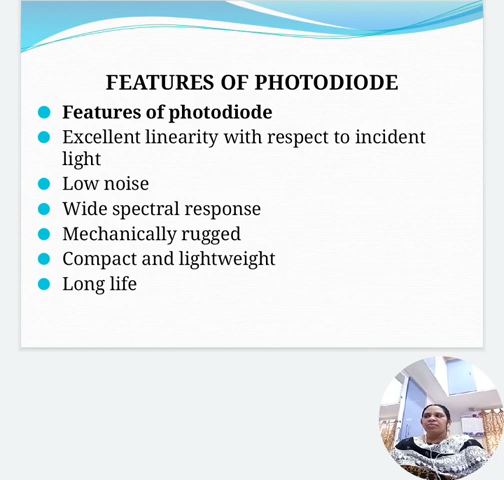 FEATURES OF PHOTODIODE
Features of photodiode
Excellent linearity with respect to incident
light
Low noise
Wide spectral response
Mechanically rugged
Compact and lightweight
Long life